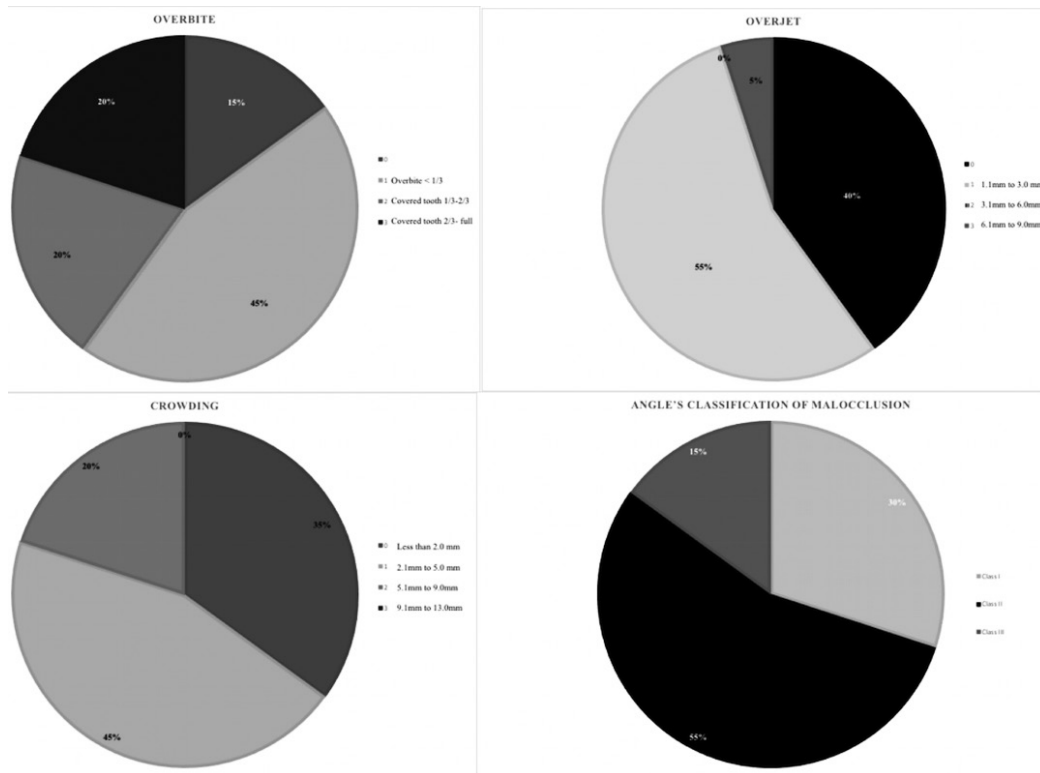 OVERBITE
20%
15%
20%
45%
0
1 Overbite < 1/3
2 Covered tooth 1/3-2/3
3 Covered tooth 2/3- full
OVERJET
0%
5%
40%
55%
0
1 1.1mm to 3.0 mm
2 3.1mm to 6.0mm
3 6.1mm to 9.0mm
CROWDING
0%
20%
35%
45%
0 Less than 2.0 mm
1 2.1mm to 5.0 mm
2 5.1mm to 9.0mm
3 9.1mm to 13.0mm
ANGLE'S CLASSIFICATION OF MALOCCLUSION
15%
30%
55%
Class I
Class II
Class III